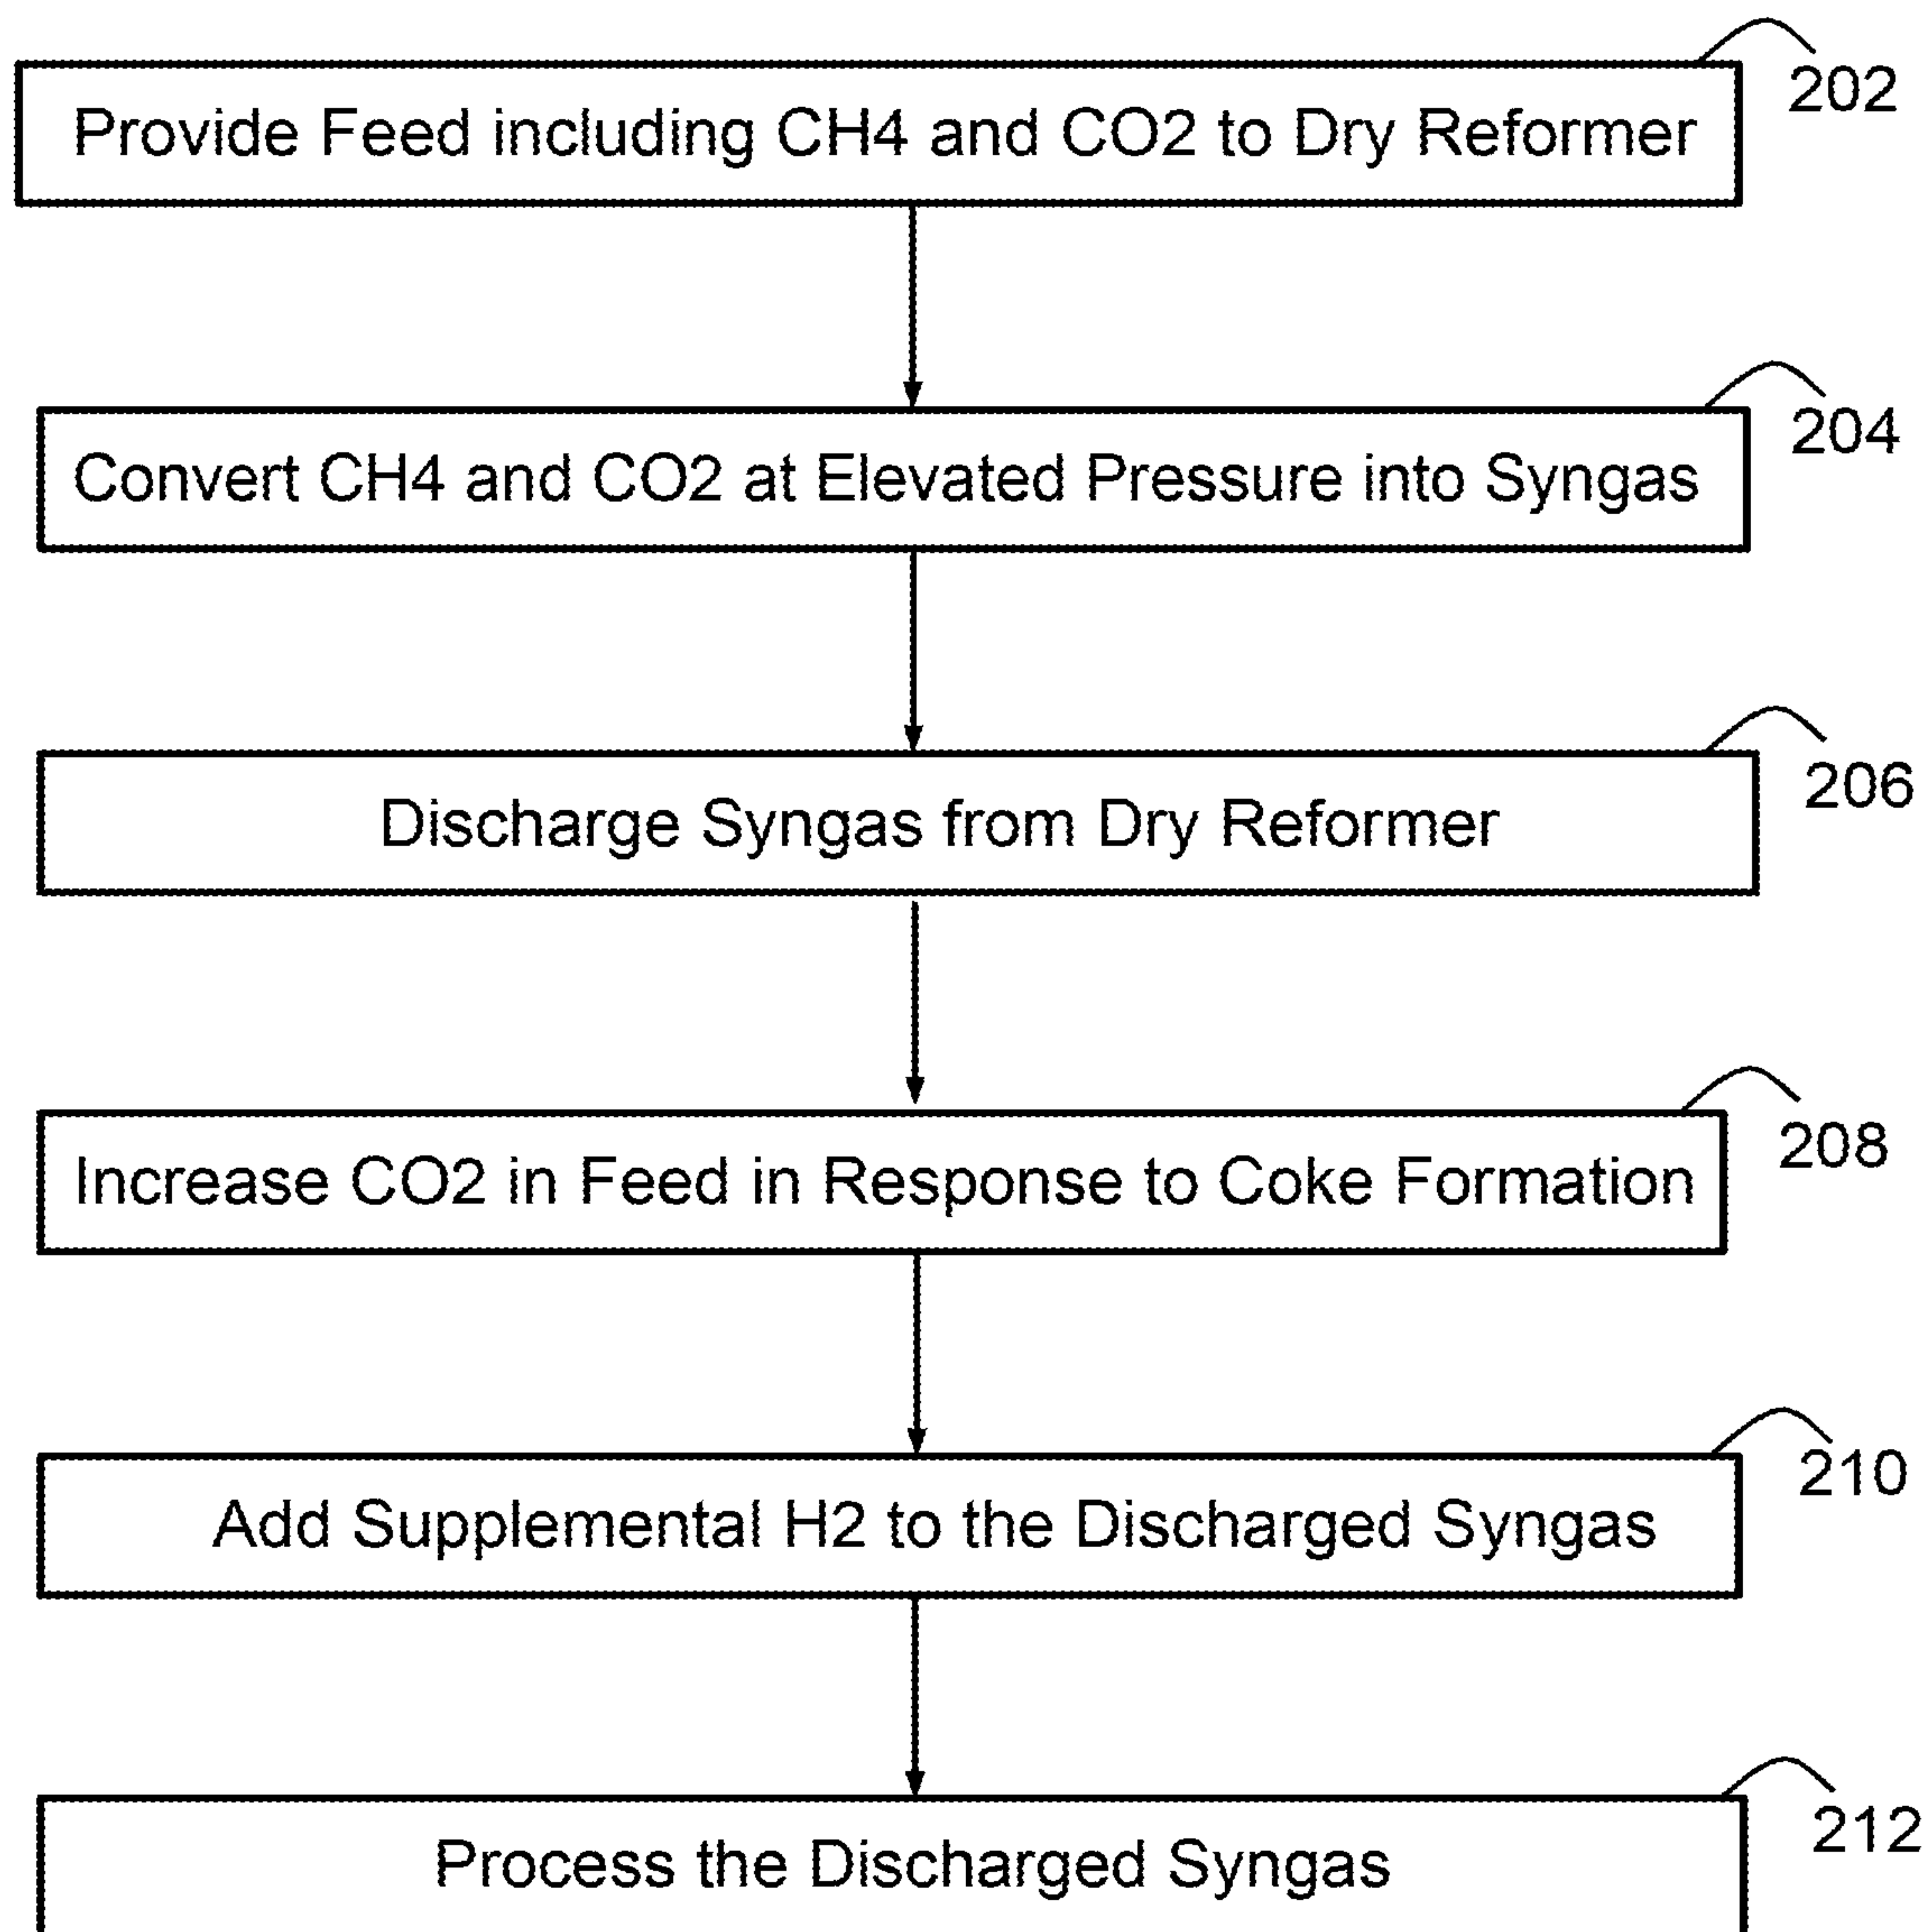 202
Provide Feed including CH4 and CO2 to Dry Reformer
204
Convert CH4 and CO2 at Elevated Pressure into Syngas
206
Discharge Syngas from Dry Reformer
208
Increase CO2 in Feed in Response to Coke Formation
210
Add Supplemental H2 to the Discharged Syngas
212
Process the Discharged Syngas